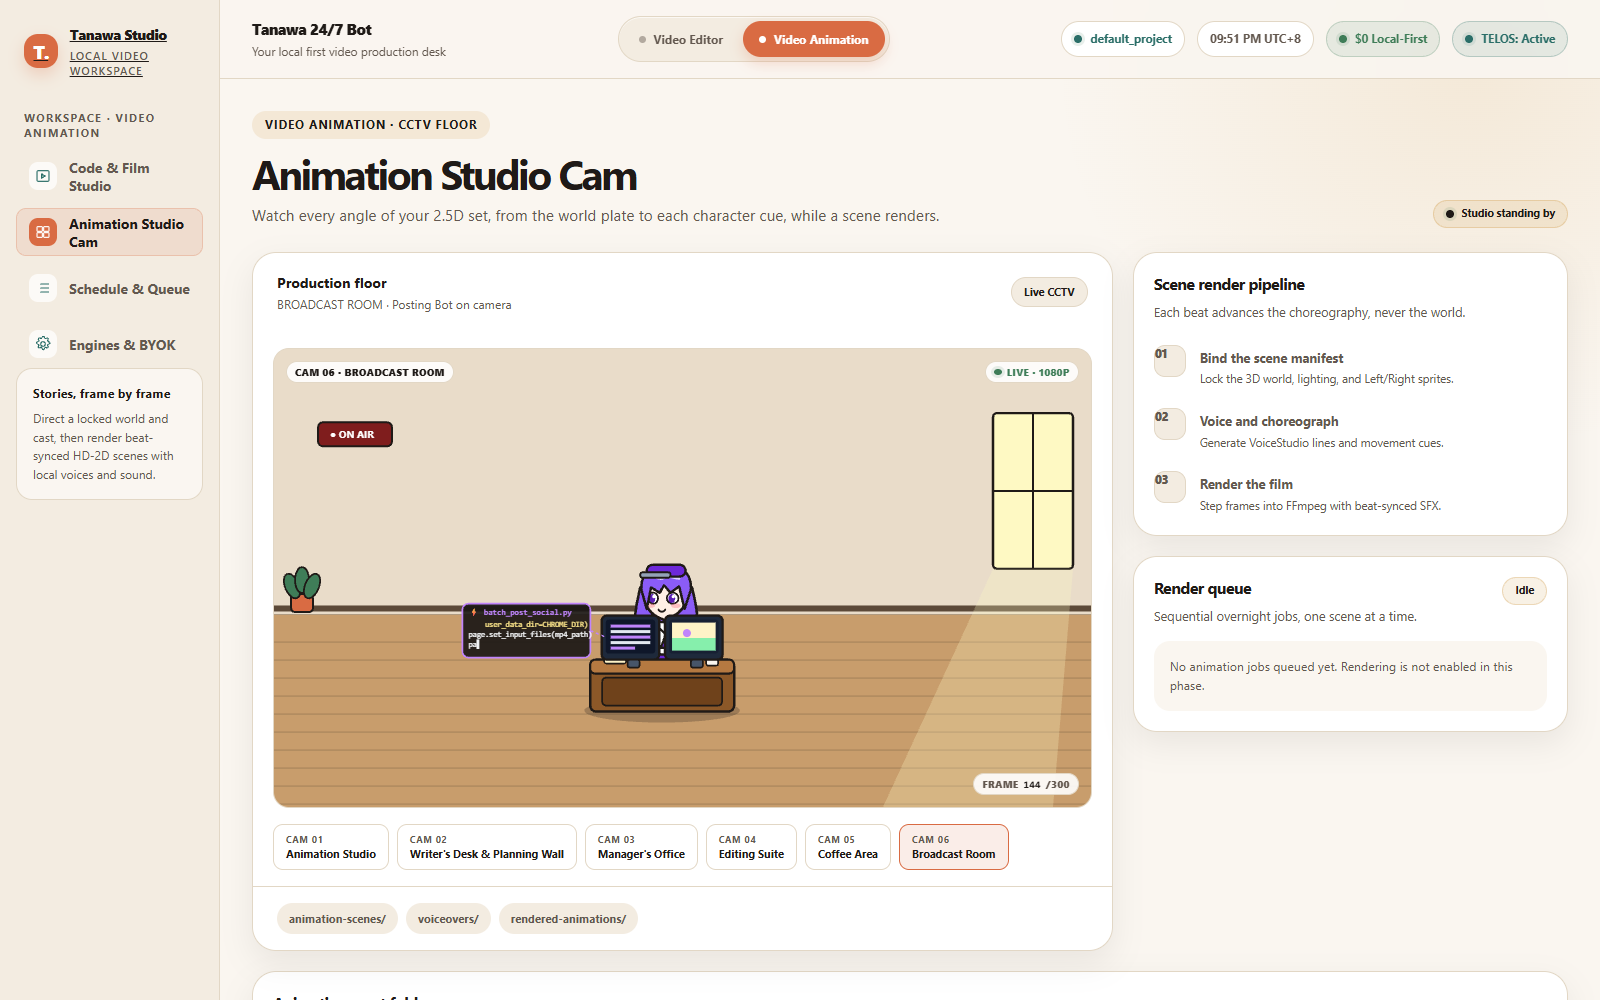 T.
Tanawa Studio
LOCAL VIDEO
WORKSPACE
WORKSPACE · VIDEO
ANIMATION
Code & Film
Studio
Animation Studio
Cam
Schedule & Queue
Engines & BYOK
Stories, frame by frame
Direct a locked world and
cast, then render beat-
synced HD-2D scenes with
local voices and sound.
Tanawa 24/7 Bot
Your local first video production desk
Video Editor
Video Animation
default_project
09:51 PM UTC+8
$0 Local-First
TELOS: Active
VIDEO ANIMATION · CCTV FLOOR
Animation Studio Cam
Watch every angle of your 2.5D set, from the world plate to each character cue, while a scene renders.
Studio standing by
Production floor
BROADCAST ROOM · Posting Bot on camera
Live CCTV
CAM 06 · BROADCAST ROOM
LIVE · 1080P
● ON AIR
batch_post_social.py
user_data_dir=CHROME_DIR)
page.set_input_files(mp4_path)
pa
FRAME 144 /300
CAM 01
Animation Studio
CAM 02
Writer's Desk & Planning Wall
CAM 03
Manager's Office
CAM 04
Editing Suite
CAM 05
Coffee Area
CAM 06
Broadcast Room
animation-scenes/
voiceovers/
rendered-animations/
Scene render pipeline
Each beat advances the choreography, never the world.
01
Bind the scene manifest
Lock the 3D world, lighting, and Left/Right sprites.
02
Voice and choreograph
Generate VoiceStudio lines and movement cues.
03
Render the film
Step frames into FFmpeg with beat-synced SFX.
Render queue
Idle
Sequential overnight jobs, one scene at a time.
No animation jobs queued yet. Rendering is not enabled in this
phase.